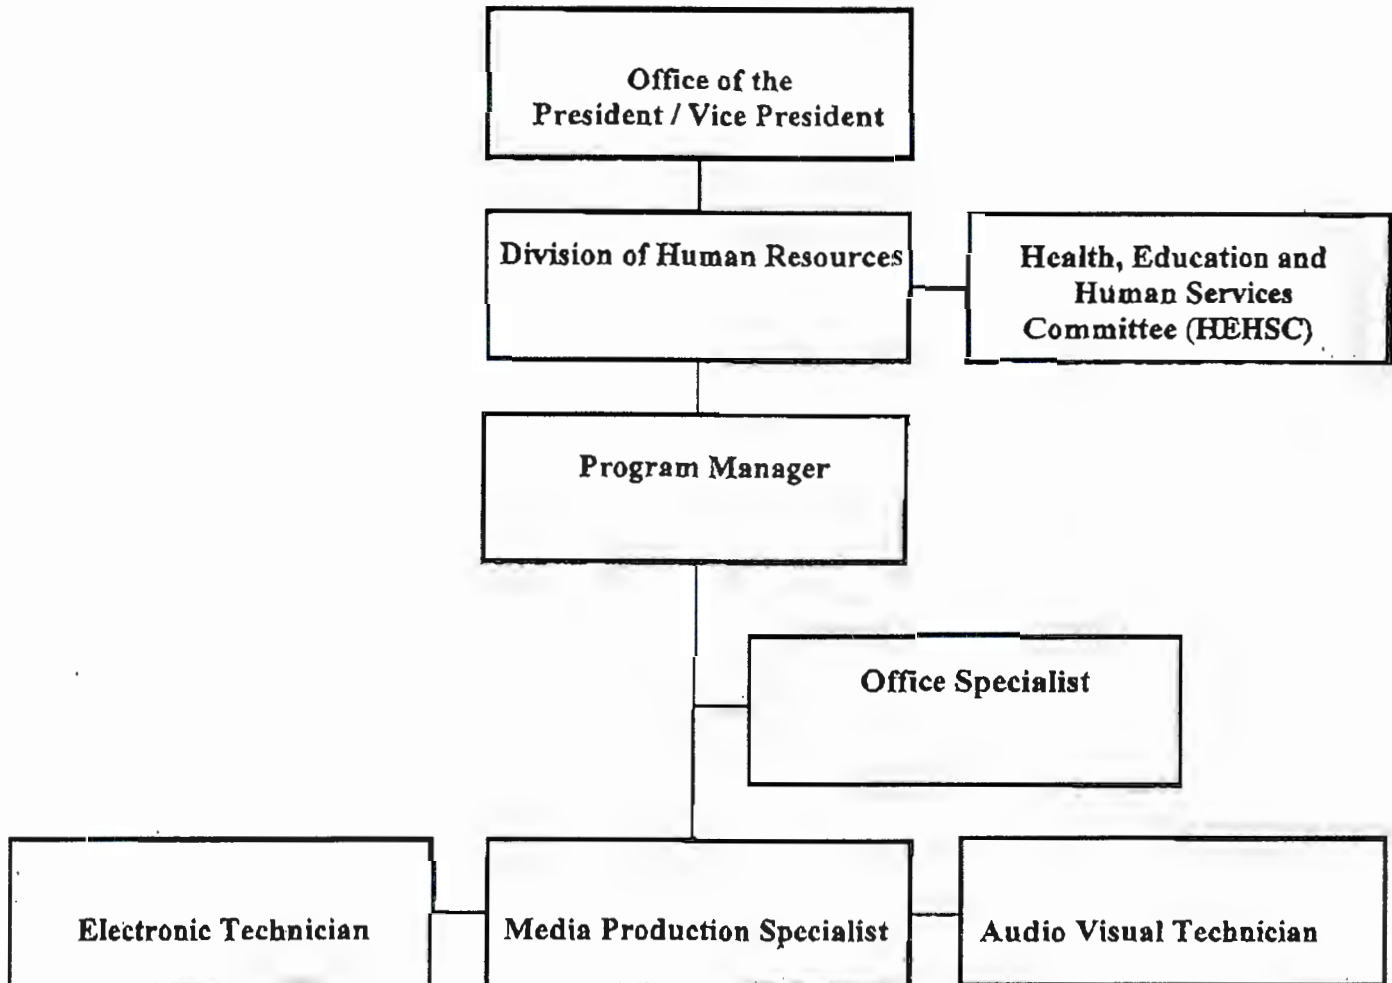 Office of the
President / Vice President
Division of Human Resources
Health, Education and
Human Services
Committee (HEHSC)
Program Manager
Office Specialist
Electronic Technician
Media Production Specialist
Audio Visual Technician